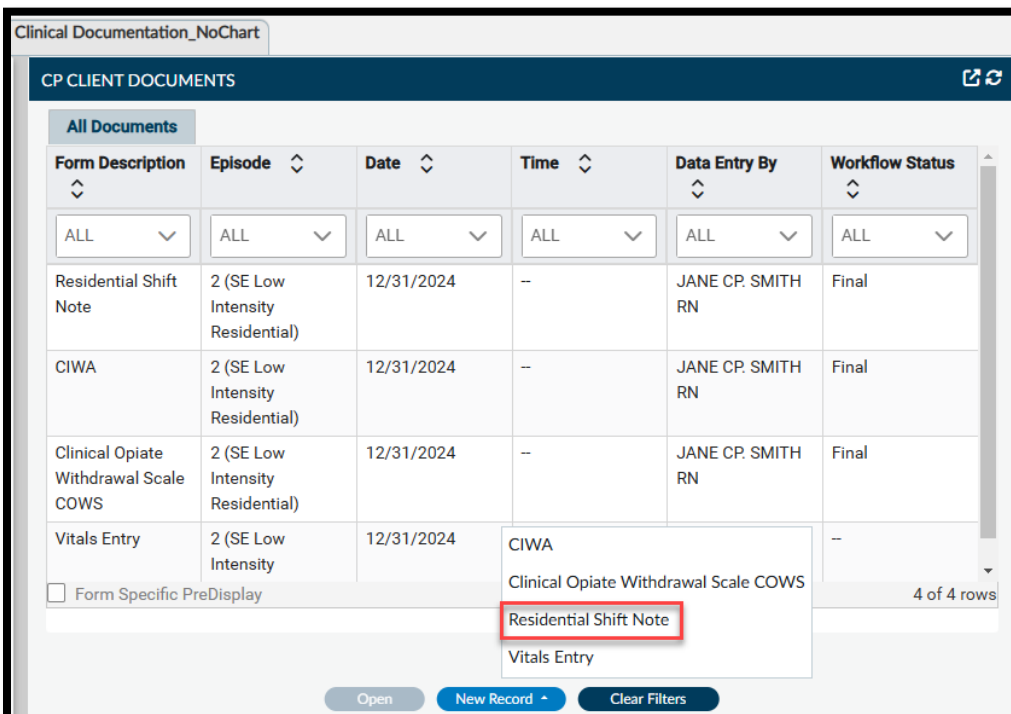 Clinical Documentation_NoChart
CP CLIENT DOCUMENTS
All Documents
Form Description Episode Date Time Data Entry By Workflow Status
ALL ALL ALL ALL ALL ALL
Residential Shift 2 (SE Low 12/31/2024 -- JANE CP. SMITH Final
Note Intensity RN
Residential)
CIWA 2 (SE Low 12/31/2024 -- JANE CP. SMITH Final
Intensity RN
Residential)
Clinical Opiate 2 (SE Low 12/31/2024 -- JANE CP. SMITH Final
Withdrawal Scale Intensity RN
COWS Residential)
Vitals Entry 2 (SE Low 12/31/2024 --
Intensity
CIWA
Clinical Opiate Withdrawal Scale COWS
Residential Shift Note
Vitals Entry
Form Specific PreDisplay 4 of 4 rows
Open New Record Clear Filters